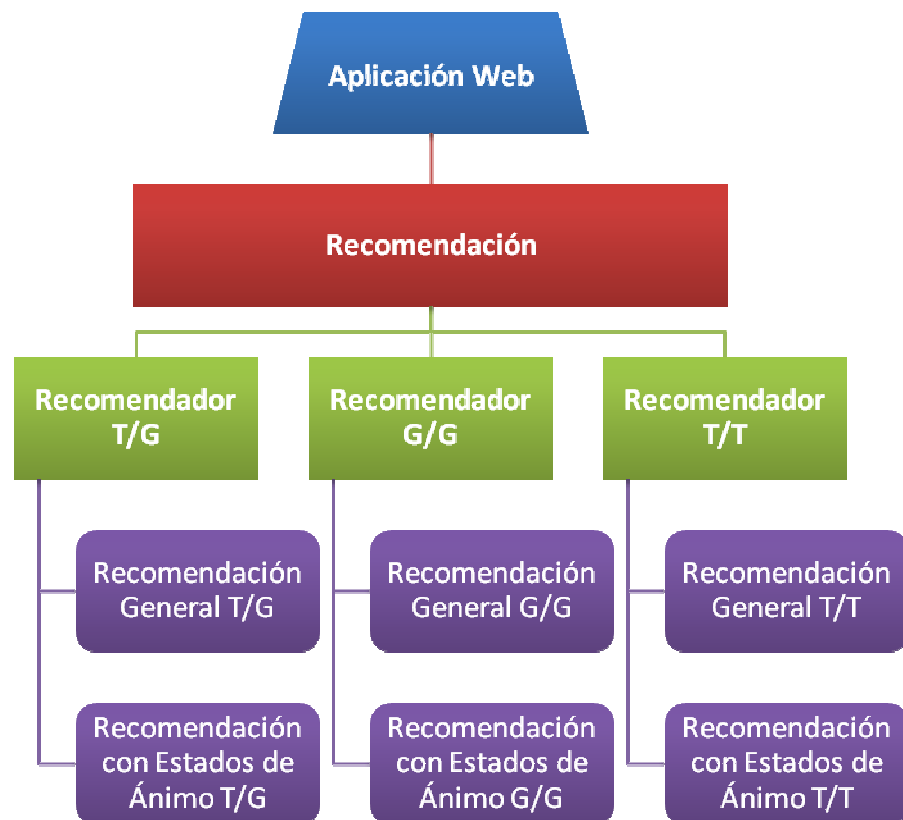 Aplicación Web
Recomendación
Recomendador
T/G
Recomendador
G/G
Recomendador
T/T
Recomendación
General T/G
Recomendación
General G/G
Recomendación
General T/T
Recomendación
con Estados de
Ánimo T/G
Recomendación
con Estados de
Ánimo G/G
Recomendación
con Estados de
Ánimo T/T